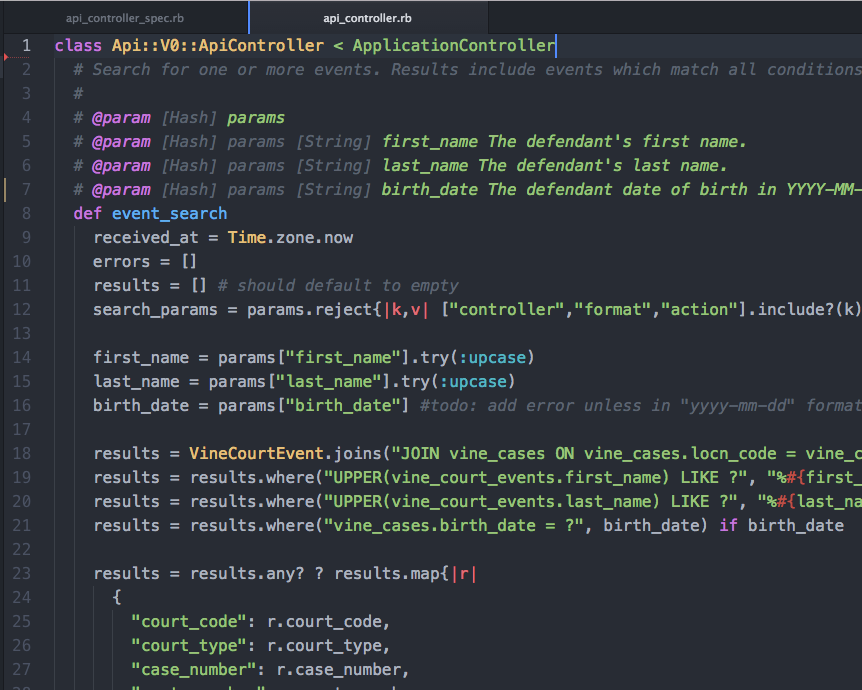 api_controller_spec.rb
api_controller.rb
1 class Api::V0::ApiController < ApplicationController
2 # Search for one or more events. Results include events which match all conditions
3 #
4 # @param [Hash] params
5 # @param [Hash] params [String] first_name The defendant's first name.
6 # @param [Hash] params [String] last_name The defendant's last name.
7 # @param [Hash] params [String] birth_date The defendant date of birth in YYYY-MM-
8 def event_search
9 received_at = Time.zone.now
10 errors = []
11 results = [] # should default to empty
12 search_params = params.reject{|k,v| ["controller","format","action"].include?(k)
13
14 first_name = params["first_name"].try(:upcase)
15 last_name = params["last_name"].try(:upcase)
16 birth_date = params["birth_date"] #todo: add error unless in "yyyy-mm-dd" format
17
18 results = VineCourtEvent.joins("JOIN vine_cases ON vine_cases.locn_code = vine_c
19 results = results.where("UPPER(vine_court_events.first_name) LIKE ?", "%#{first_
20 results = results.where("UPPER(vine_court_events.last_name) LIKE ?", "%#{last_na
21 results = results.where("vine_cases.birth_date = ?", birth_date) if birth_date
22
23 results = results.any? ? results.map{|r|
24 {
25 "court_code": r.court_code,
26 "court_type": r.court_type,
27 "case_number": r.case_number,